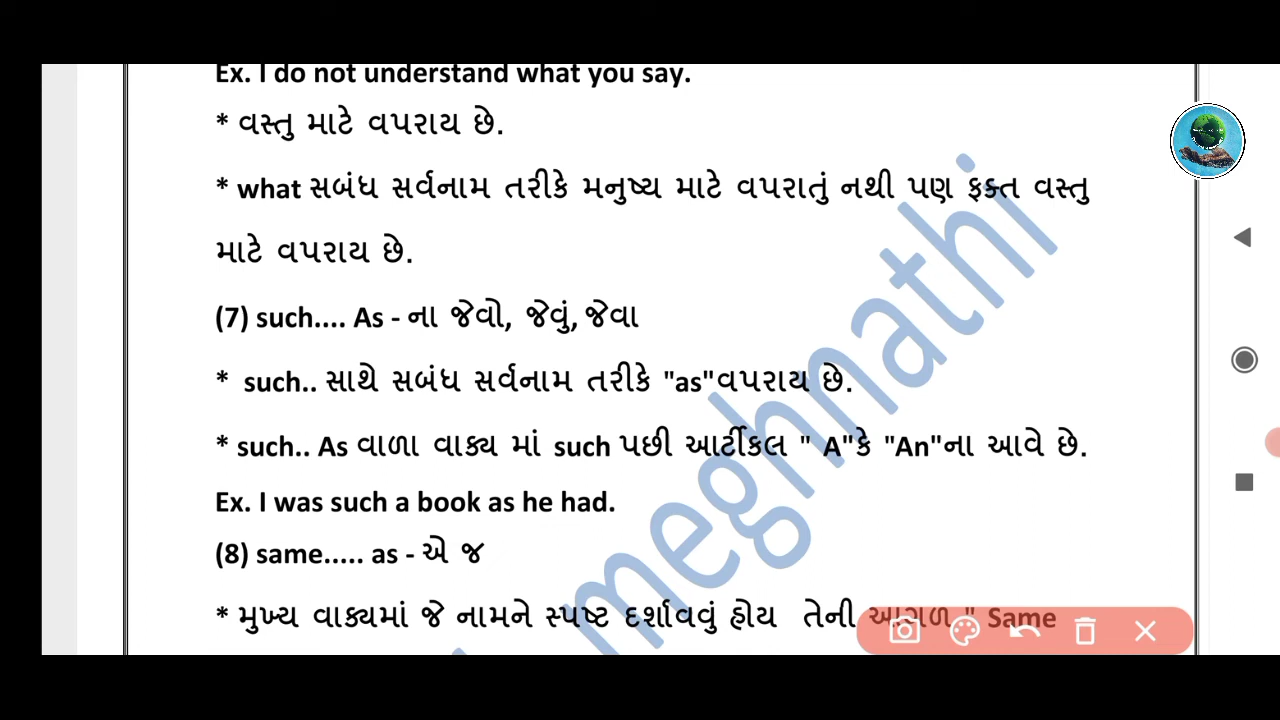 Ex. I do not understand what you say.
* વસ્તુ માટે વપરાય છે.
* what સબંધ સર્વનામ તરીકે મનુષ્ય માટે વપરાતું નથી પણ ફક્ત વસ્તુ
માટે વપરાય છે.
(7) such.... As - ના જેવો, જેવું, જેવા
* such.. સાથે સબંધ સર્વનામ તરીકે "as"વપરાય છે.
* such.. As વાળા વાક્ય માં such પછી આર્ટીકલ " A"કે "An"ના આવે છે.
Ex. I was such a book as he had.
(8) same..... as - એ જ
* મુખ્ય વાક્યમાં જે નામને સ્પષ્ટ દર્શાવવું હોય તેની આગળ " Same
meghnathi